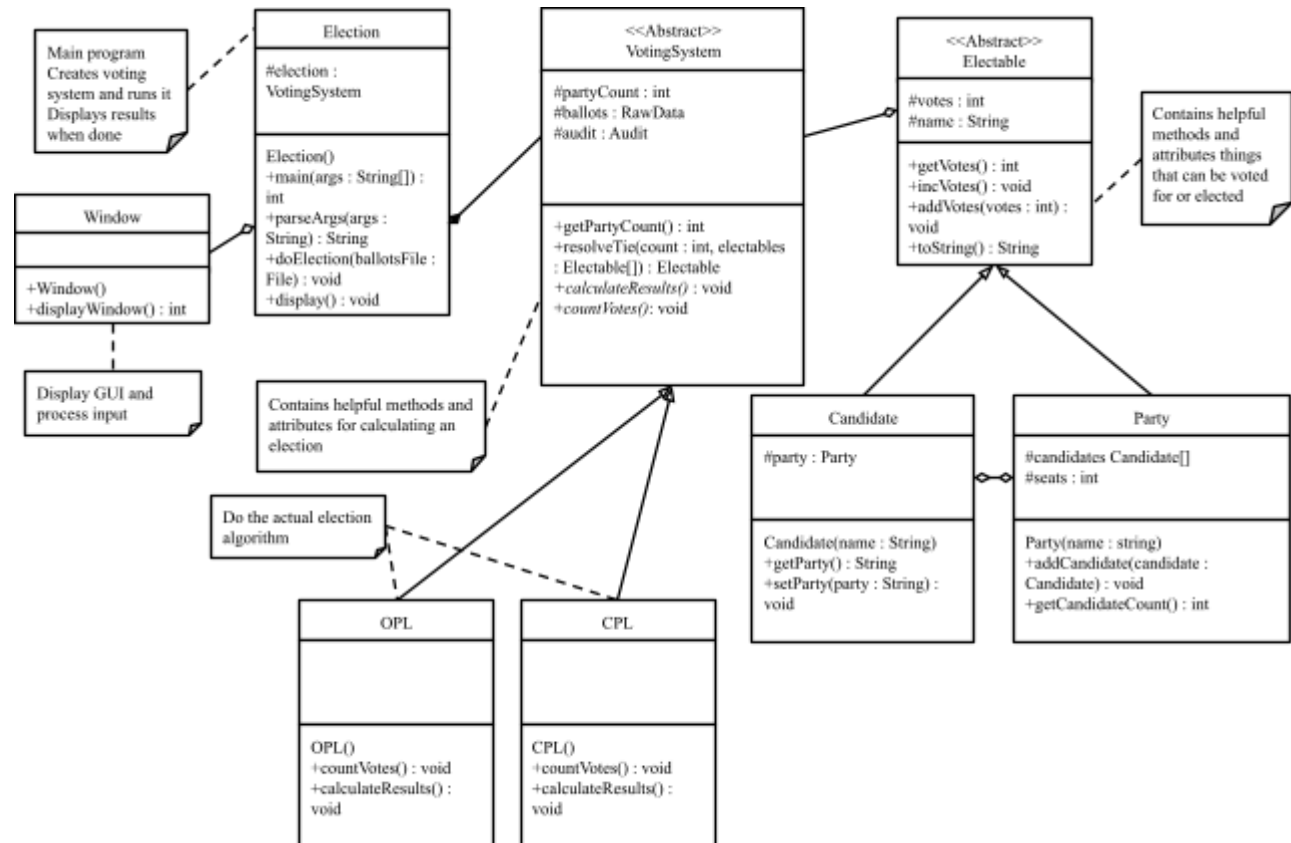 Main program
Creates voting
system and runs it
Displays results
when done
Election
#election :
VotingSystem
Election()
+main(args : String[]) :
int
+parseArgs(args
: String) : String
+doElection(ballotsFile :
File) : void
+display() : void
<<Abstract>>
VotingSystem
#partyCount : int
#ballots : RawData
#audit : Audit
+getPartyCount() : int
+resolveTie(count : int, electables
: Electable[]) : Electable
+calculateResults() : void
+countVotes(): void
<<Abstract>>
Electable
#votes : int
#name : String
+getVotes() : int
+incVotes() : void
+addVotes(votes : int) :
void
+toString() : String
Contains helpful
methods and
attributes things
that can be voted
for or elected
Window
+Window()
+displayWindow() : int
Display GUI and
process input
Contains helpful methods and
attributes for calculating an
election
Candidate
#party : Party
Candidate(name : String)
+getParty() : String
+setParty(party : String) :
void
Party
#candidates Candidate[]
#seats : int
Party(name : string)
+addCandidate(candidate :
Candidate) : void
+getCandidateCount() : int
Do the actual election
algorithm
OPL
OPL()
+countVotes() : void
+calculateResults() :
void
CPL
CPL()
+countVotes() : void
+calculateResults() :
void